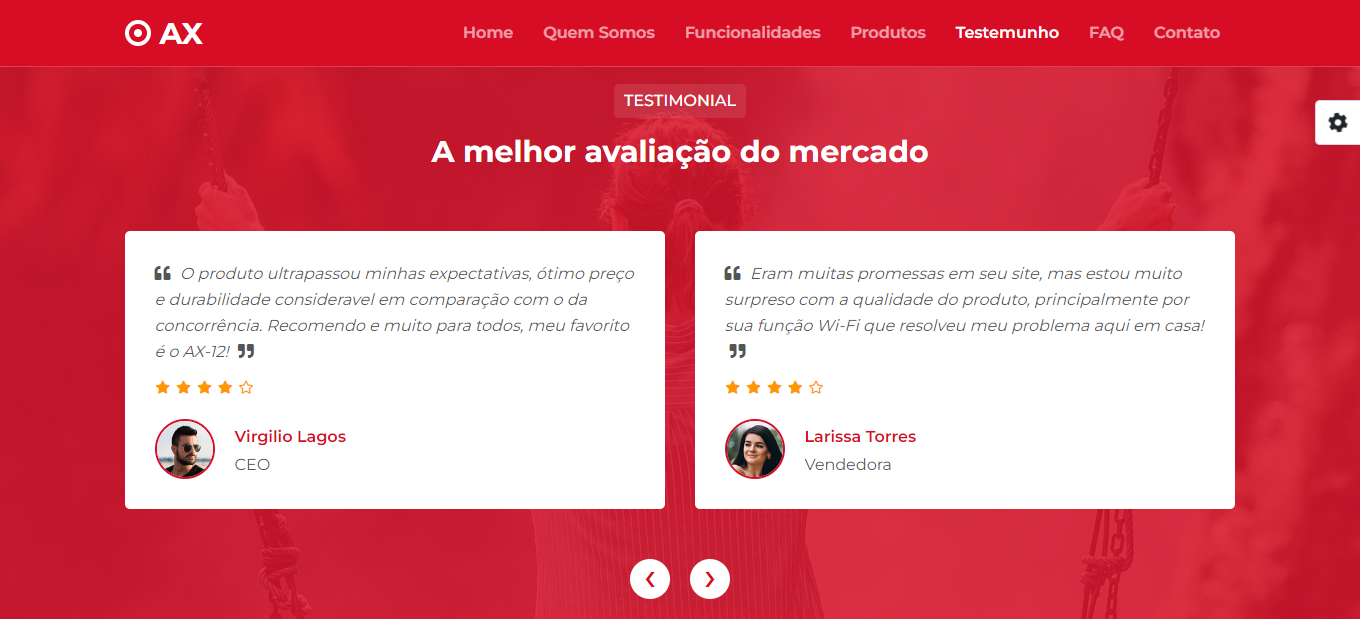 AX
Home Quem Somos Funcionalidades Produtos Testemunho FAQ Contato
TESTIMONIAL
A melhor avaliação do mercado
“ O produto ultrapassou minhas expectativas, ótimo preço
e durabilidade consideravel em comparação com o da
concorrência. Recomendo e muito para todos, meu favorito
é o AX-12! ”
Virgilio Lagos
CEO
“ Eram muitas promessas em seu site, mas estou muito
surpreso com a qualidade do produto, principalmente por
sua função Wi-Fi que resolveu meu problema aqui em casa!
”
Larissa Torres
Vendedora